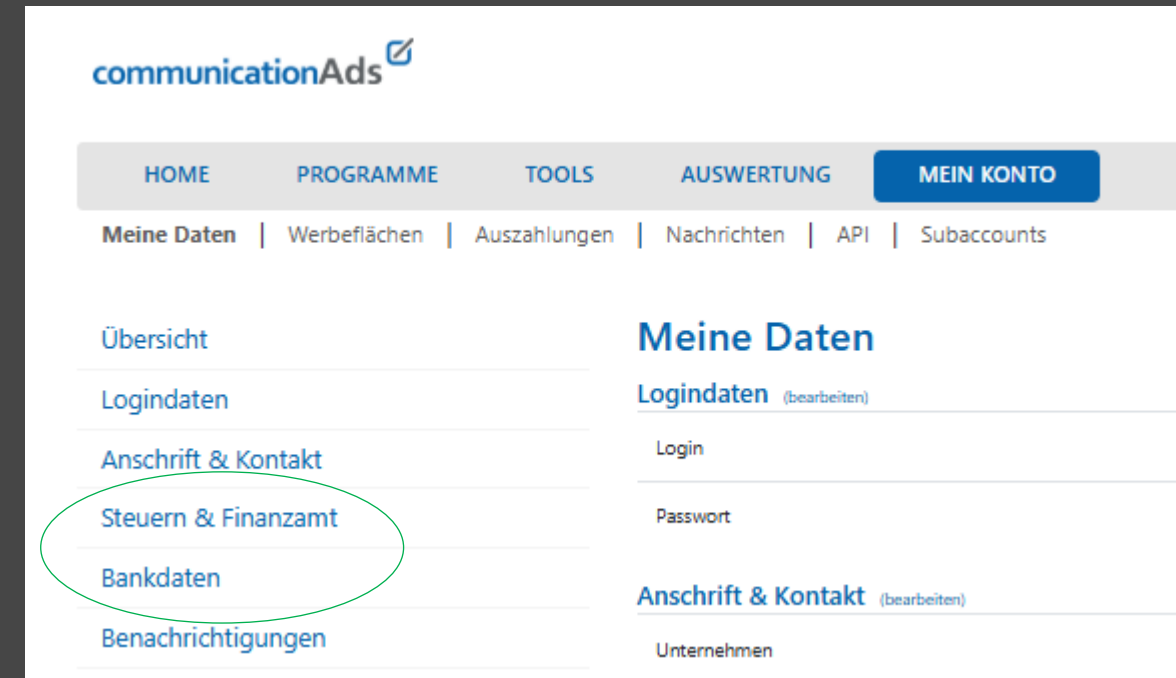 communicationAds
HOME PROGRAMME TOOLS AUSWERTUNG MEIN KONTO
Meine Daten | Werbeflächen | Auszahlungen | Nachrichten | API | Subaccounts
Übersicht
Logindaten
Anschrift & Kontakt
Steuern & Finanzamt
Bankdaten
Benachrichtigungen
Meine Daten
Logindaten (bearbeiten)
Login
Passwort
Anschrift & Kontakt (bearbeiten)
Unternehmen